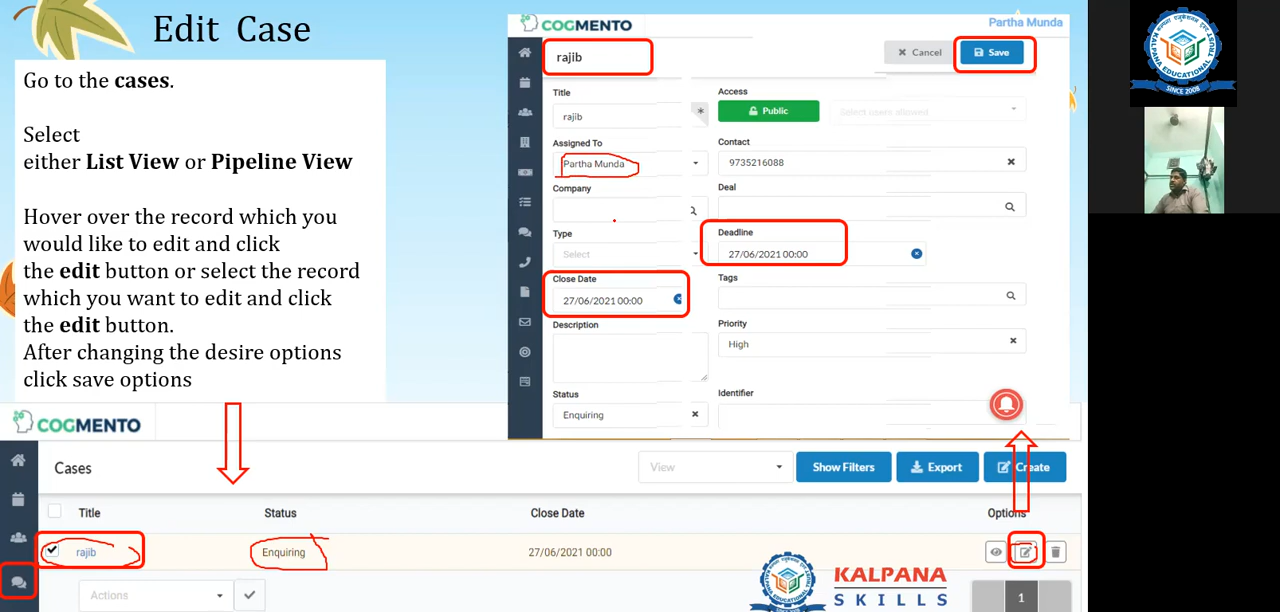 Edit Case
Go to the cases.
Select
either List View or Pipeline View
Hover over the record which you
would like to edit and click
the edit button or select the record
which you want to edit and click
the edit button.
After changing the desire options
click save options
COGMENTO
Partha Munda
rajib
Cancel
Save
Title
Access
rajib
*
Public
Select users allowed
Assigned To
Contact
Partha Munda
9735216088
Company
Deal
Type
Deadline
Select
27/06/2021 00:00
Close Date
Tags
27/06/2021 00:00
Description
Priority
High
Status
Identifier
Enquiring
COGMENTO
Cases
View
Show Filters
Export
Create
Title
Status
Close Date
Options
rajib
Enquiring
27/06/2021 00:00
Actions
1
KALPANA
SKILLS
KALPANA EDUCATIONAL TRUST
SINCE 2008